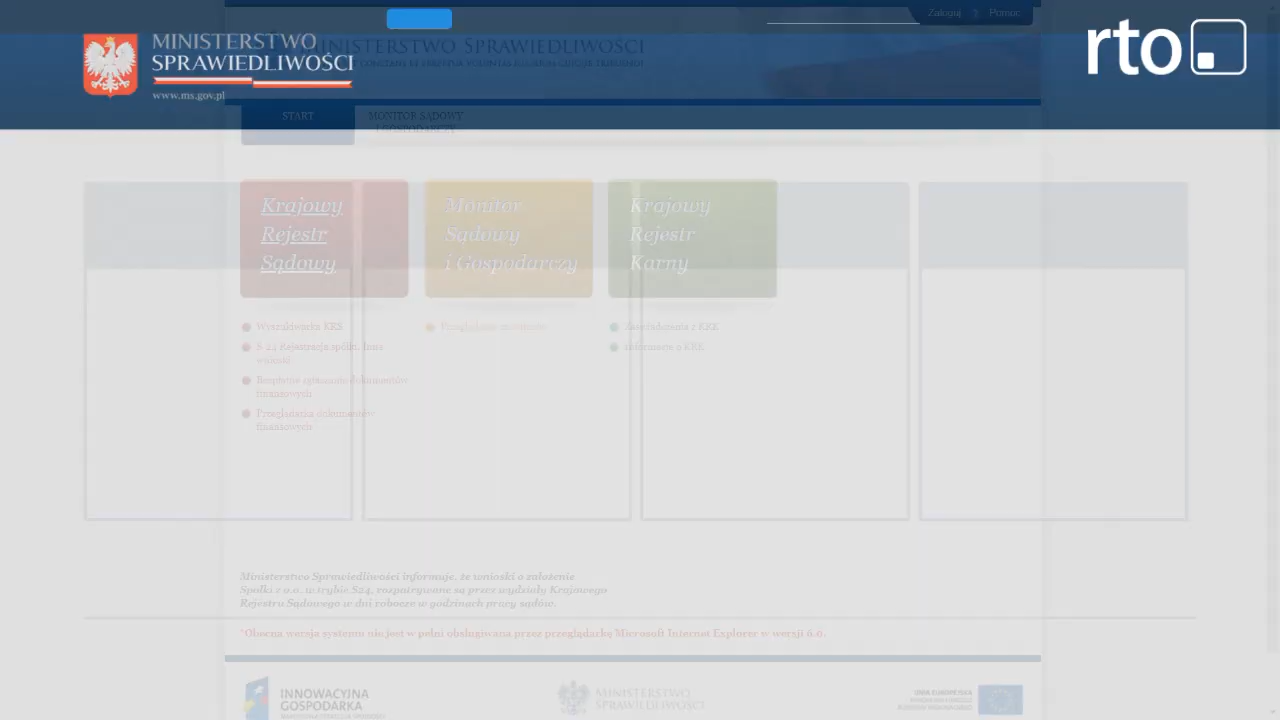 Zaloguj ? Pomoc
MINISTERSTWO
SPRAWIEDLIWOŚCI
www.ms.gov.pl
MINISTERSTWO SPRAWIEDLIWOŚCI
rto
START
MONITOR SĄDOWY
I GOSPODARCZY
Krajowy
Rejestr
Sądowy
Monitor
Sądowy
i Gospodarczy
Krajowy
Rejestr
Karny
Wyszukiwarka KRS
S-24 Rejestracja spółki, Inne
wnioski
Bezpłatne zgłaszanie dokumentów
finansowych
Przeglądarka dokumentów
finansowych
Przeglądanie monitorów
Zaświadczenia z KRK
Informacje o KRK
Ministerstwo Sprawiedliwości informuje, że wnioski o założenie
Spółki z o.o. w trybie S24, rozpatrywane są przez wydziały Krajowego
Rejestru Sądowego w dni robocze w godzinach pracy sądów.
*Obecna wersja systemu nie jest w pełni obsługiwana przez przeglądarkę Microsoft Internet Explorer w wersji 6.0.
INNOWACYJNA
GOSPODARKA
MINISTERSTWO
SPRAWIEDLIWOŚCI
UNIA EUROPEJSKA